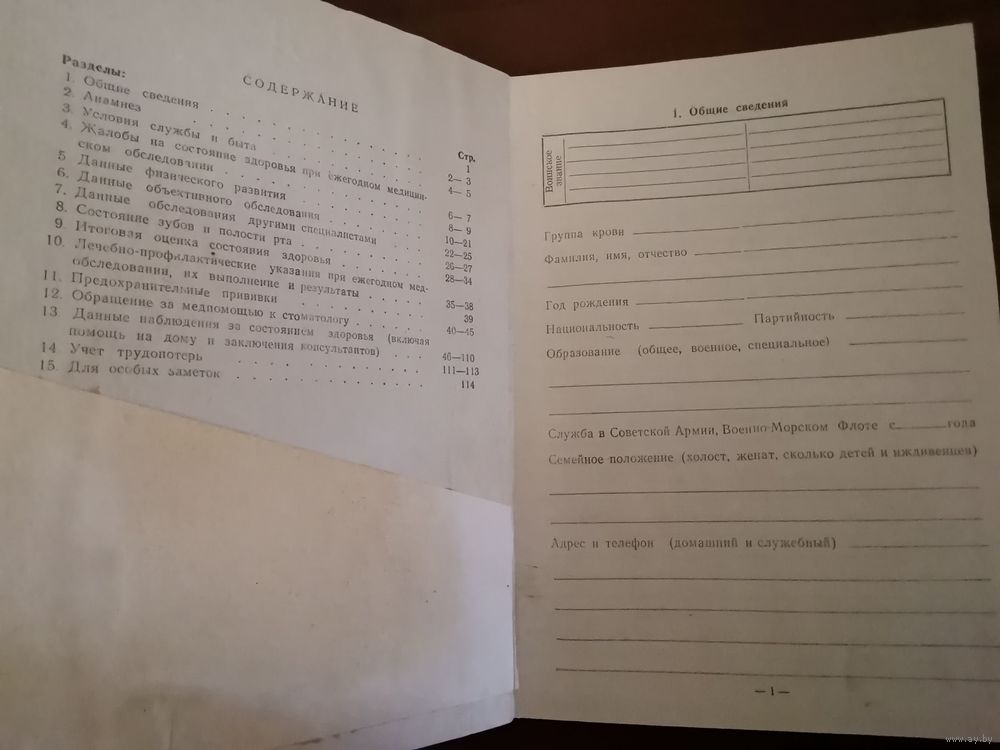 СОДЕРЖАНИЕ
Разделы:
Стр.
1. Общие сведения . . . . . . . . . . 1
2. Анамнез . . . . . . . . . . 2—3
3. Условия службы и быта . . . . . . . . 4—5
4. Жалобы на состояние здоровья при ежегодном медицин-
ском обследовании . . . . . . . . 6—7
5. Данные физического развития . . . . . . 8—9
6. Данные объективного обследования . . . . . . 10—21
7. Данные обследования другими специалистами . . . 22—25
8. Состояние зубов и полости рта . . . . . . . 26—27
9. Итоговая оценка состояния здоровья . . . . . 28—34
10. Лечебно-профилактические указания при ежегодном мед-
обследовании, их выполнение и результаты . . . . . 35—38
11. Предохранительные прививки . . . . . . . 39
12. Обращение за медпомощью к стоматологу . . . . . . 40—45
13. Данные наблюдения за состоянием здоровья (включая
помощь на дому и заключения консультантов) . . . 46—110
14. Учет трудопотерь . . . . . . . . . . 111—113
15. Для особых заметок . . . . . . . . . . 114
1. Общие сведения
Воинское
звание
Группа крови
Фамилия, имя, отчество
Год рождения
Национальность Партийность
Образование (общее, военное, специальное)
Служба в Советской Армии, Военно-Морском Флоте с года
Семейное положение (холост, женат, сколько детей и иждивенцев)
Адрес и телефон (домашний и служебный)
— 1 —
www.ay.by